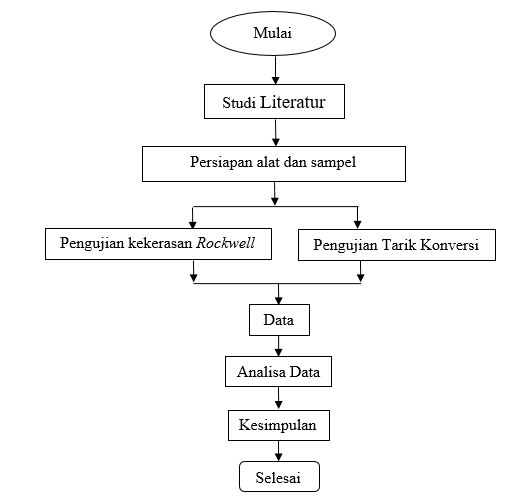 Mulai
Studi Literatur
Persiapan alat dan sampel
Pengujian kekerasan Rockwell
Pengujian Tarik Konversi
Data
Analisa Data
Kesimpulan
Selesai